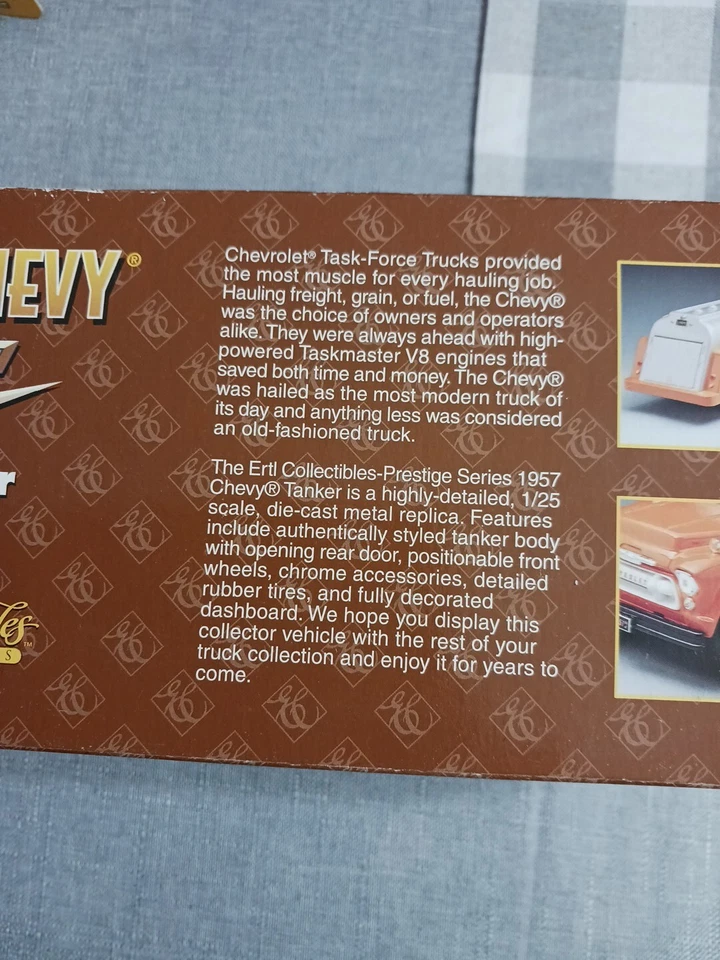 HEVY®
Chevrolet® Task-Force Trucks provided
the most muscle for every hauling job.
Hauling freight, grain, or fuel, the Chevy®
was the choice of owners and operators
alike. They were always ahead with high-
powered Taskmaster V8 engines that
saved both time and money. The Chevy®
was hailed as the most modern truck of
its day and anything less was considered
an old-fashioned truck.
The Ertl Collectibles-Prestige Series 1957
Chevy® Tanker is a highly-detailed, 1/25
scale, die-cast metal replica. Features
include authentically styled tanker body
with opening rear door, positionable front
wheels, chrome accessories, detailed
rubber tires, and fully decorated
dashboard. We hope you display this
collector vehicle with the rest of your
truck collection and enjoy it for years to
come.